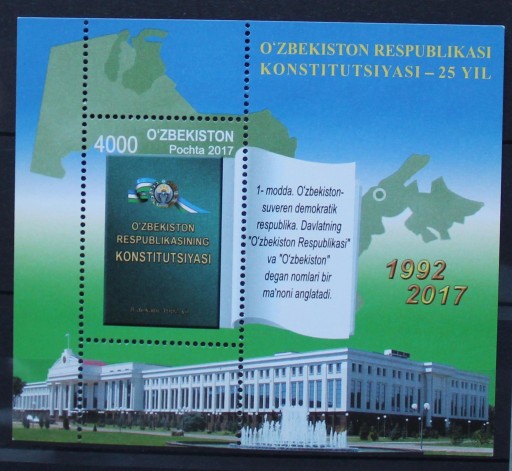 O'ZBEKISTON RESPUBLIKASI
KONSTITUTSIYASI – 25 YIL
4000
O'ZBEKISTON
Pochta 2017
O'ZBEKISTON
RESPUBLIKASINING
KONSTITUTSIYASI
1- modda. O'zbekiston-
suveren demokratik
respublika. Davlatning
"O'zbekiston Respublikasi"
va "O'zbekiston"
degan nomlari bir
ma'noni anglatadi.
1992
2017